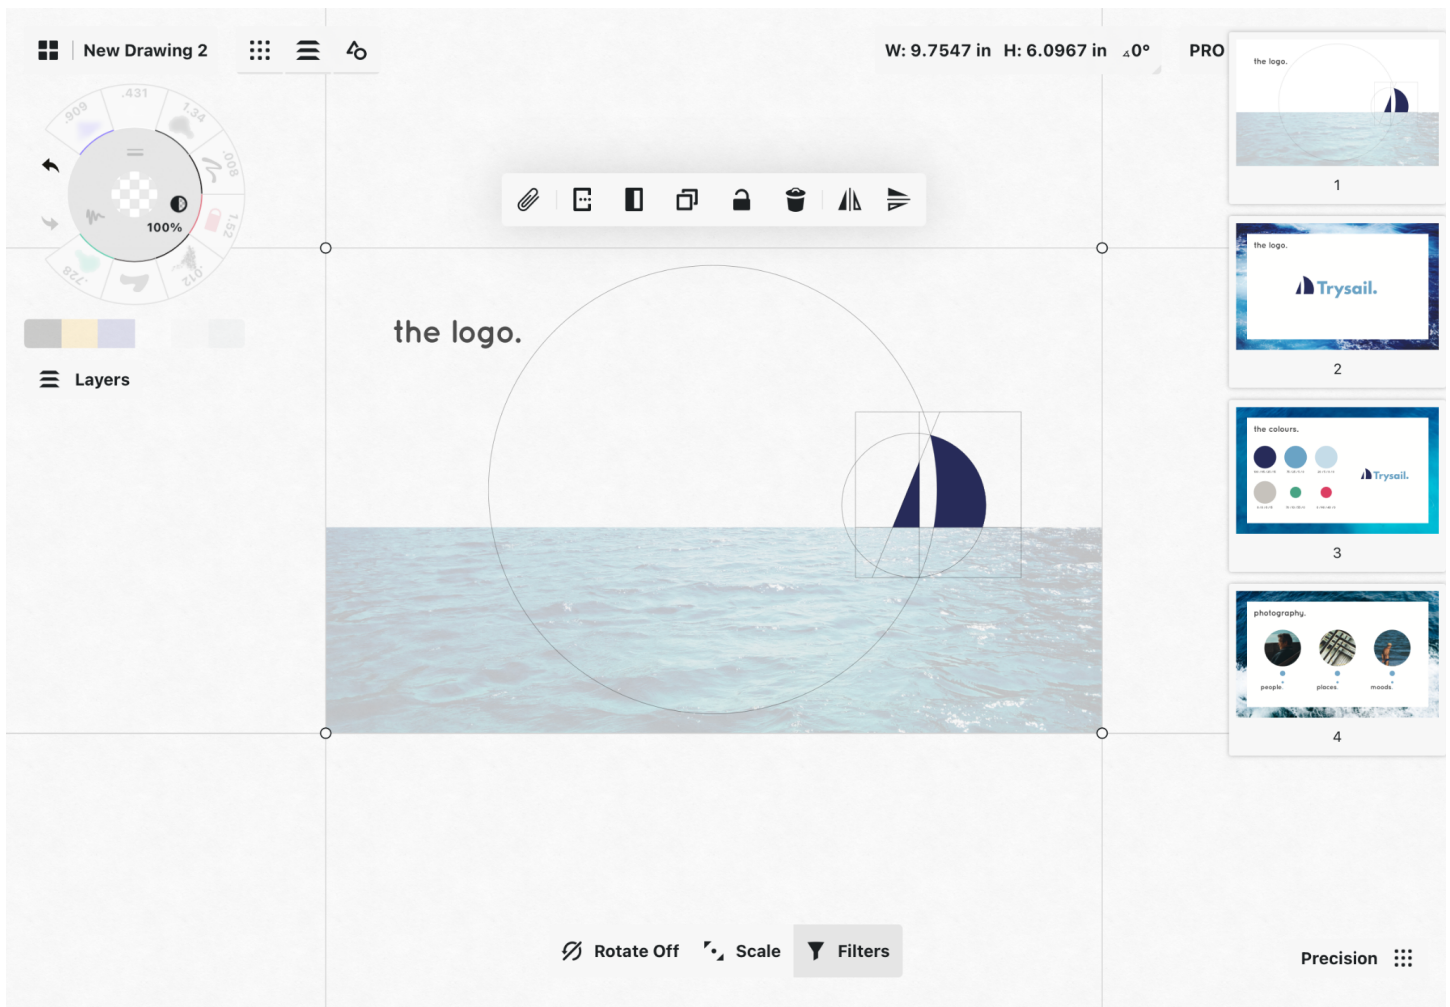 New Drawing 2
W: 9.7547 in H: 6.0967 in ⊿0°
PRO
.909
.431
1.34
.008
1.52
.012
.728
100%
Layers
the logo.
the logo.
1
the logo.
Trysail.
2
the colours.
Trysail.
3
photography.
people. places. moods.
4
Rotate Off Scale Filters
Precision